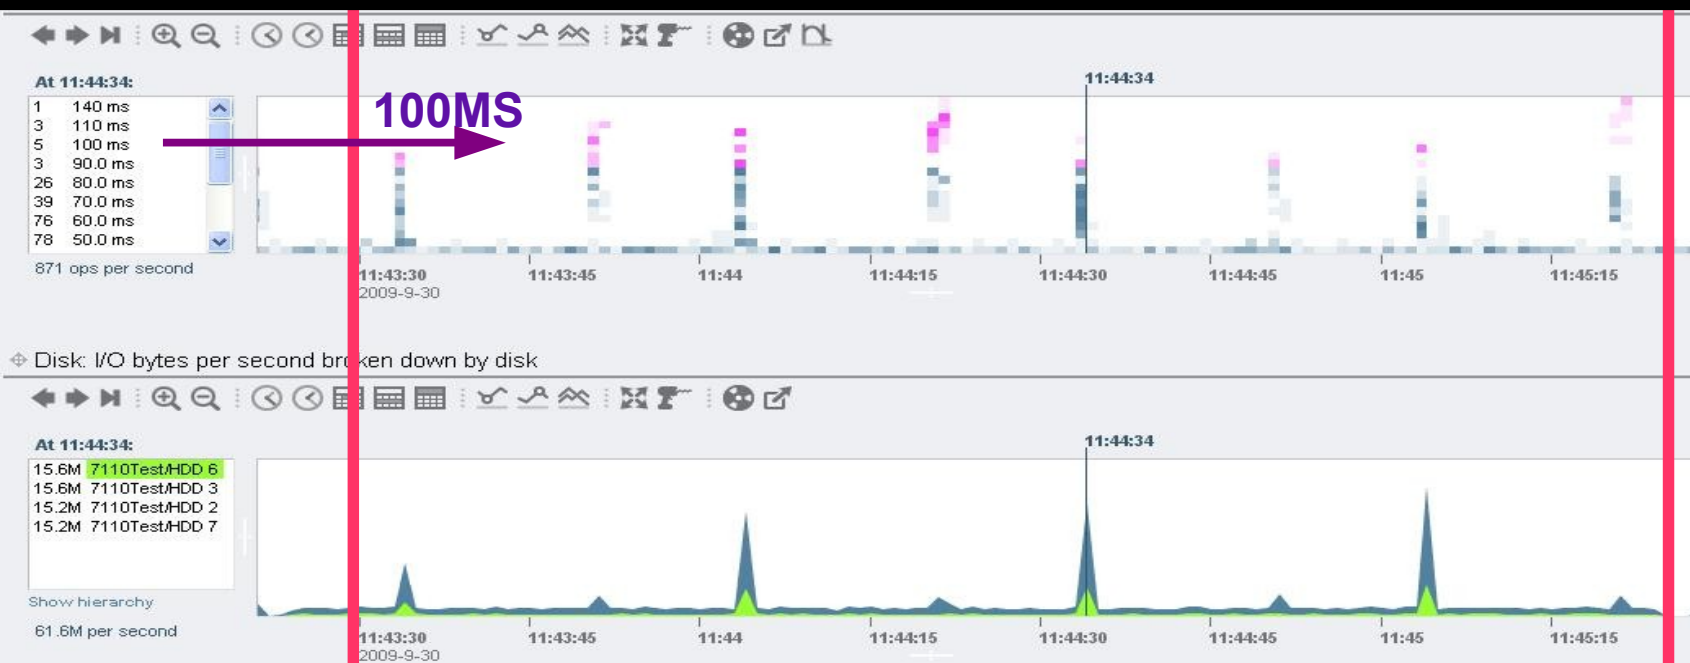 At 11:44:34:
11:44:34
1 140 ms
3 110 ms
5 100 ms
3 90.0 ms
26 80.0 ms
39 70.0 ms
76 60.0 ms
78 50.0 ms
100MS
871 ops per second
11:43:30 11:43:45 11:44 11:44:15 11:44:30 11:44:45 11:45 11:45:15
2009-9-30
Disk: I/O bytes per second broken down by disk
At 11:44:34:
11:44:34
15.6M 7110Test/HDD 6
15.6M 7110Test/HDD 3
15.2M 7110Test/HDD 2
15.2M 7110Test/HDD 7
Show hierarchy
61.6M per second
11:43:30 11:43:45 11:44 11:44:15 11:44:30 11:44:45 11:45 11:45:15
2009-9-30